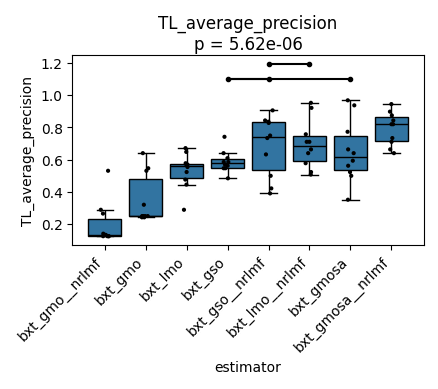 TL_average_precision
p = 5.62e-06
TL_average_precision
1.2
1.0
0.8
0.6
0.4
0.2
bxt_gmo__nrlmf
bxt_gmo
bxt_lmo
bxt_gso
bxt_gso__nrlmf
bxt_lmo__nrlmf
bxt_gmosa
bxt_gmosa__nrlmf
estimator